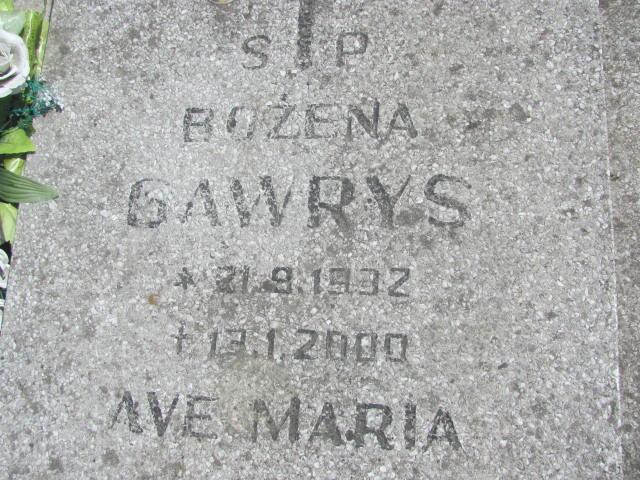 S P
BOŻENA
GAWRYS
* 21.9.1932
† 13.1.2000
AVE MARIA